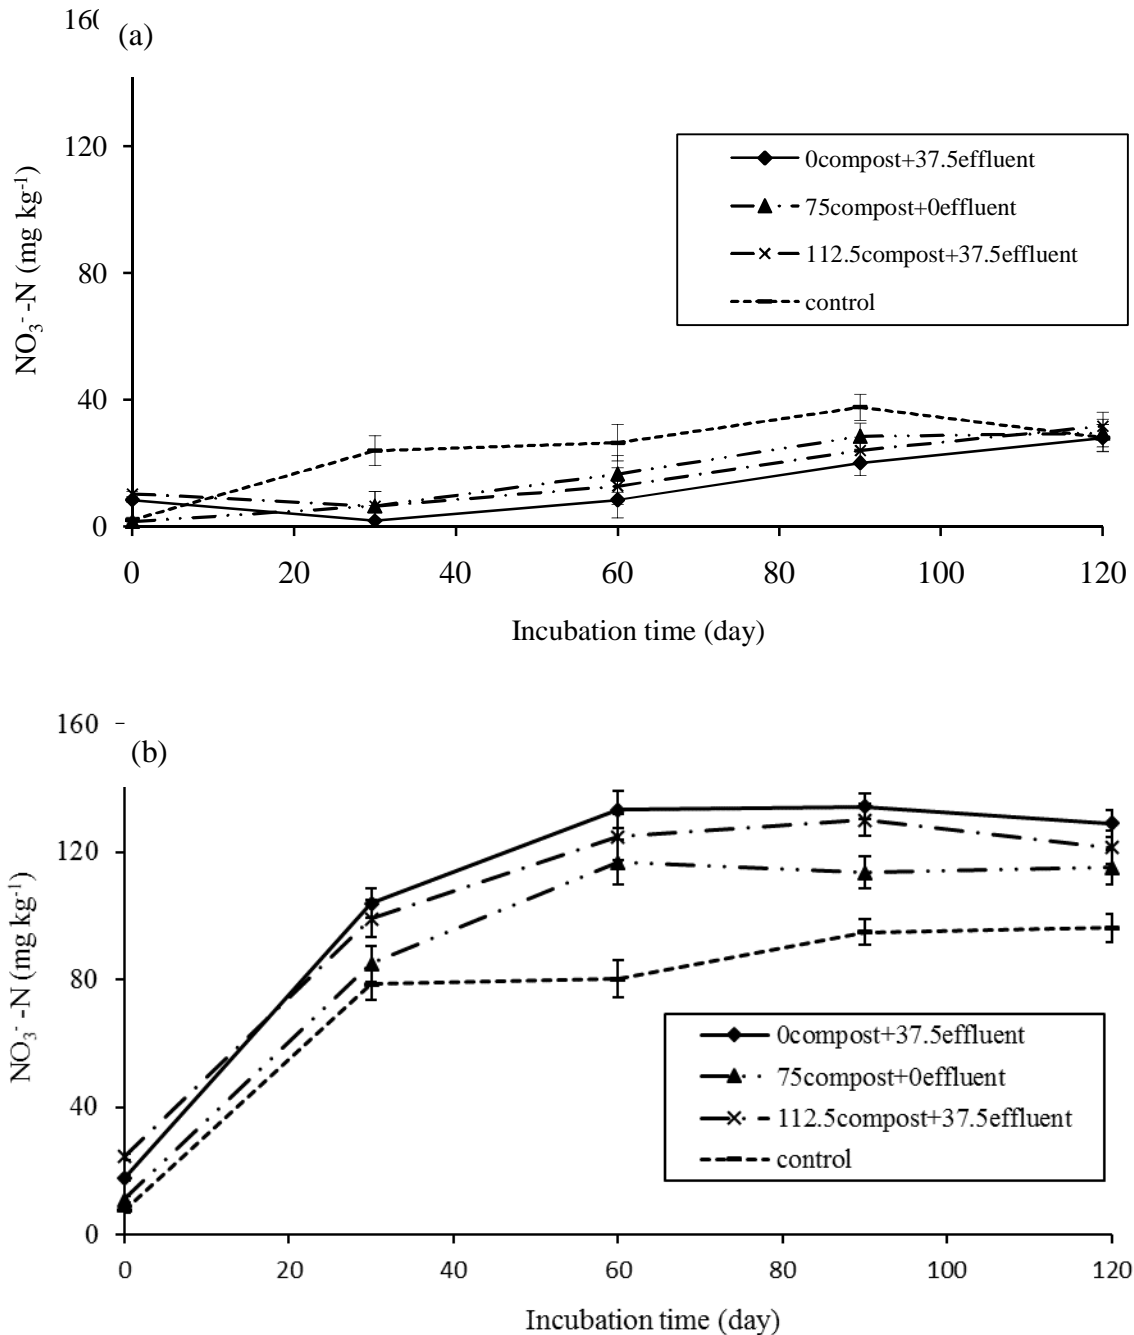 16(
(a)
120
80
40
0
NO₃⁻ -N (mg kg⁻¹)
0compost+37.5effluent
75compost+0effluent
112.5compost+37.5effluent
control
0 20 40 60 80 100 120
Incubation time (day)
160
(b)
120
80
40
0
NO₃⁻ -N (mg kg⁻¹)
0compost+37.5effluent
75compost+0effluent
112.5compost+37.5effluent
control
0 20 40 60 80 100 120
Incubation time (day)